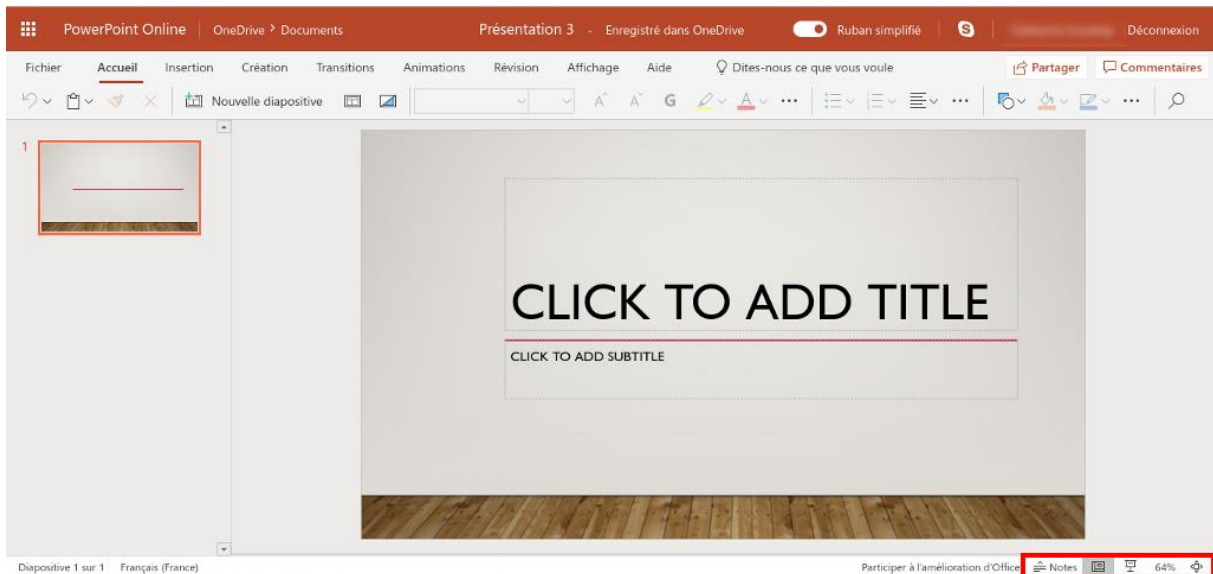 PowerPoint Online OneDrive > Documents Présentation 3 - Enregistré dans OneDrive Ruban simplifié Déconnexion
Fichier Accueil Insertion Création Transitions Animations Révision Affichage Aide Dites-nous ce que vous voule Partager Commentaires
Nouvelle diapositive A A G A
1
CLICK TO ADD TITLE
CLICK TO ADD SUBTITLE
Diapositive 1 sur 1 Français (France) Participer à l'amélioration d'Office Notes 64%